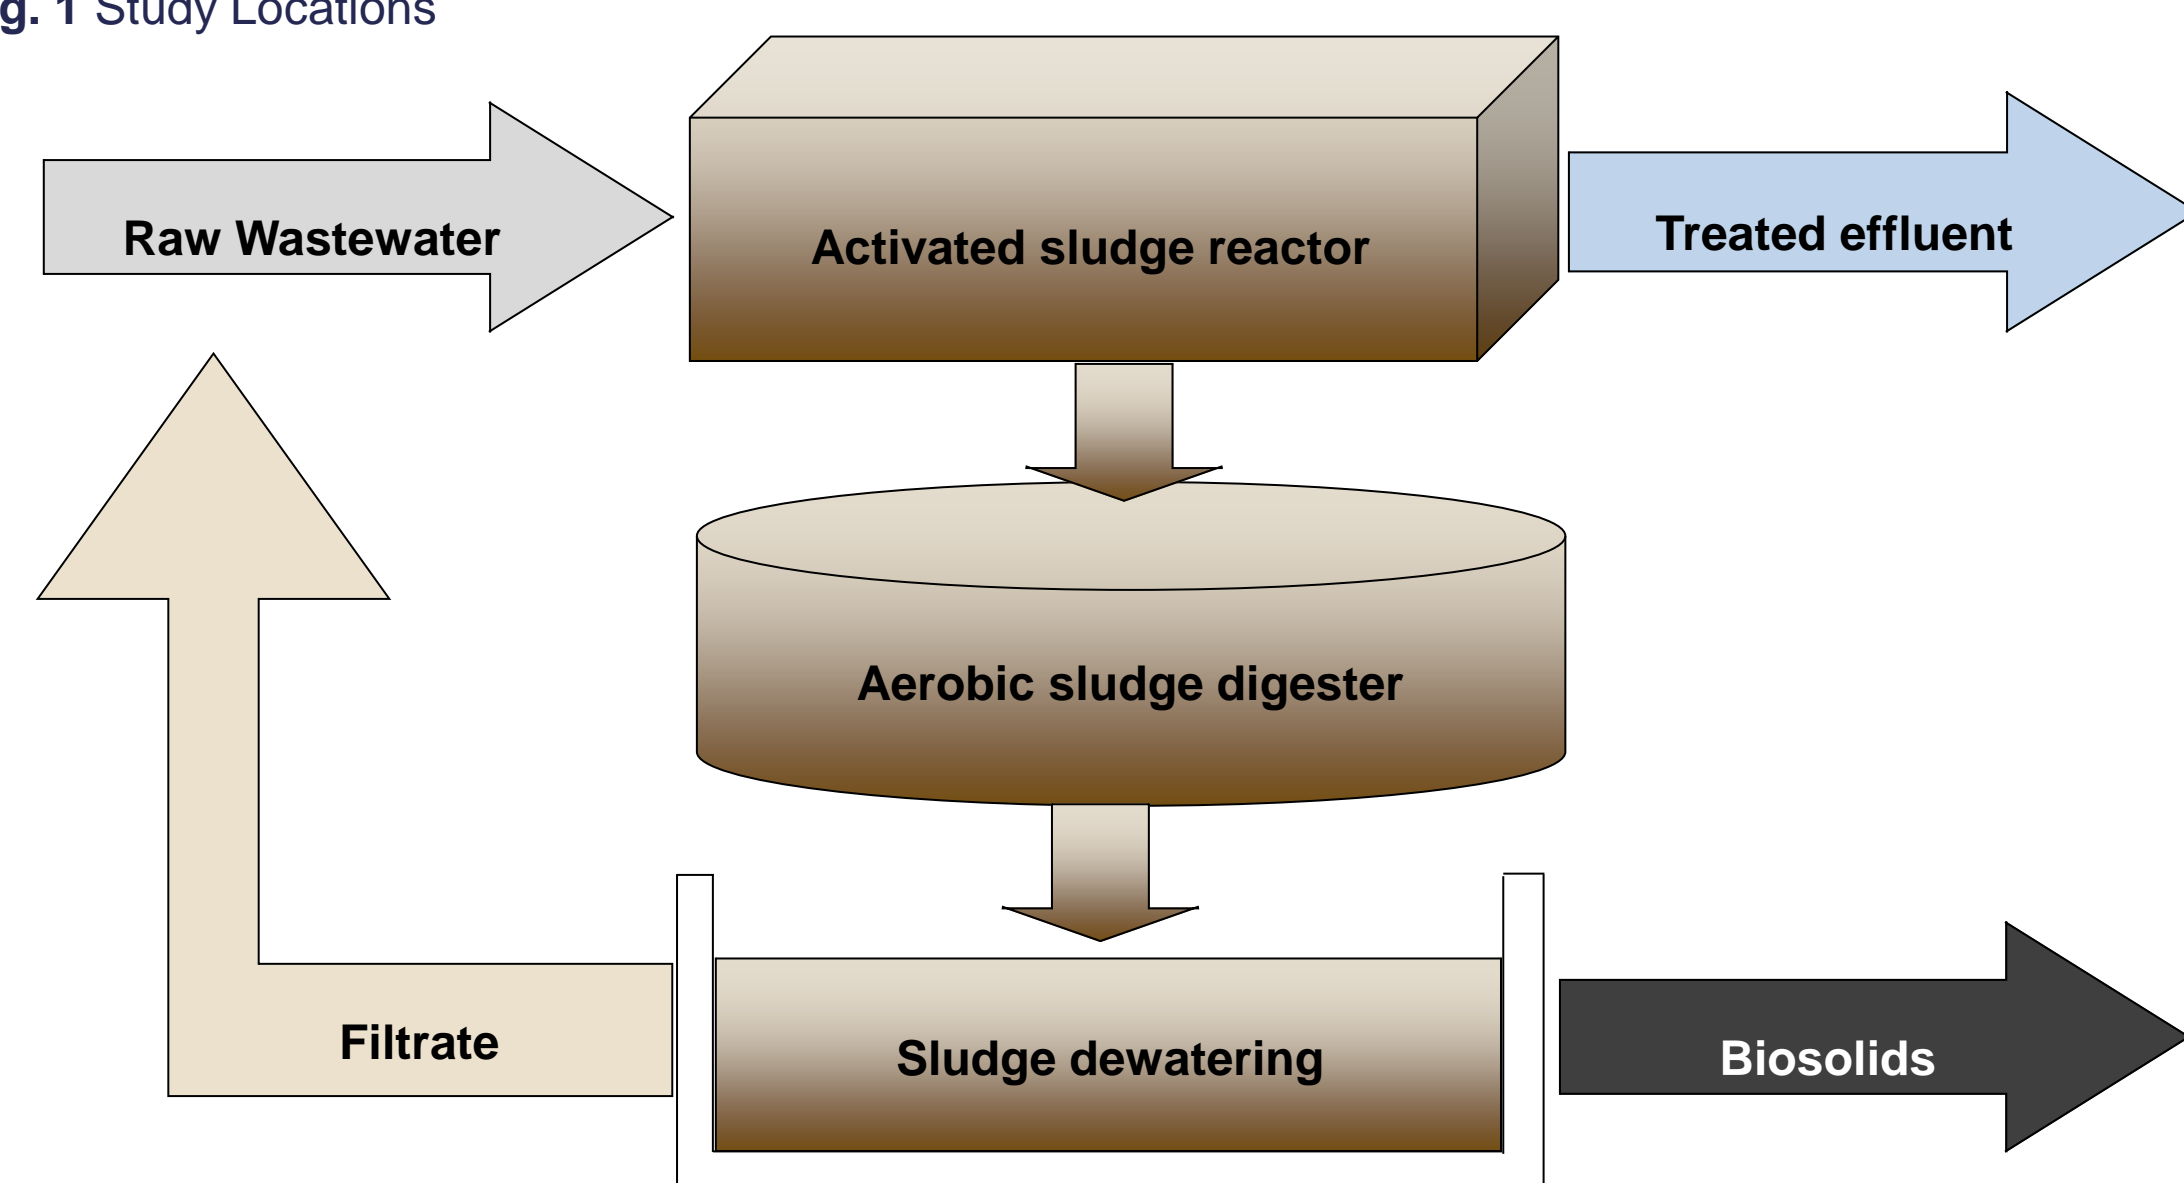 g. 1 Study Locations
Raw Wastewater
Activated sludge reactor
Treated effluent
Aerobic sludge digester
Filtrate
Sludge dewatering
Biosolids